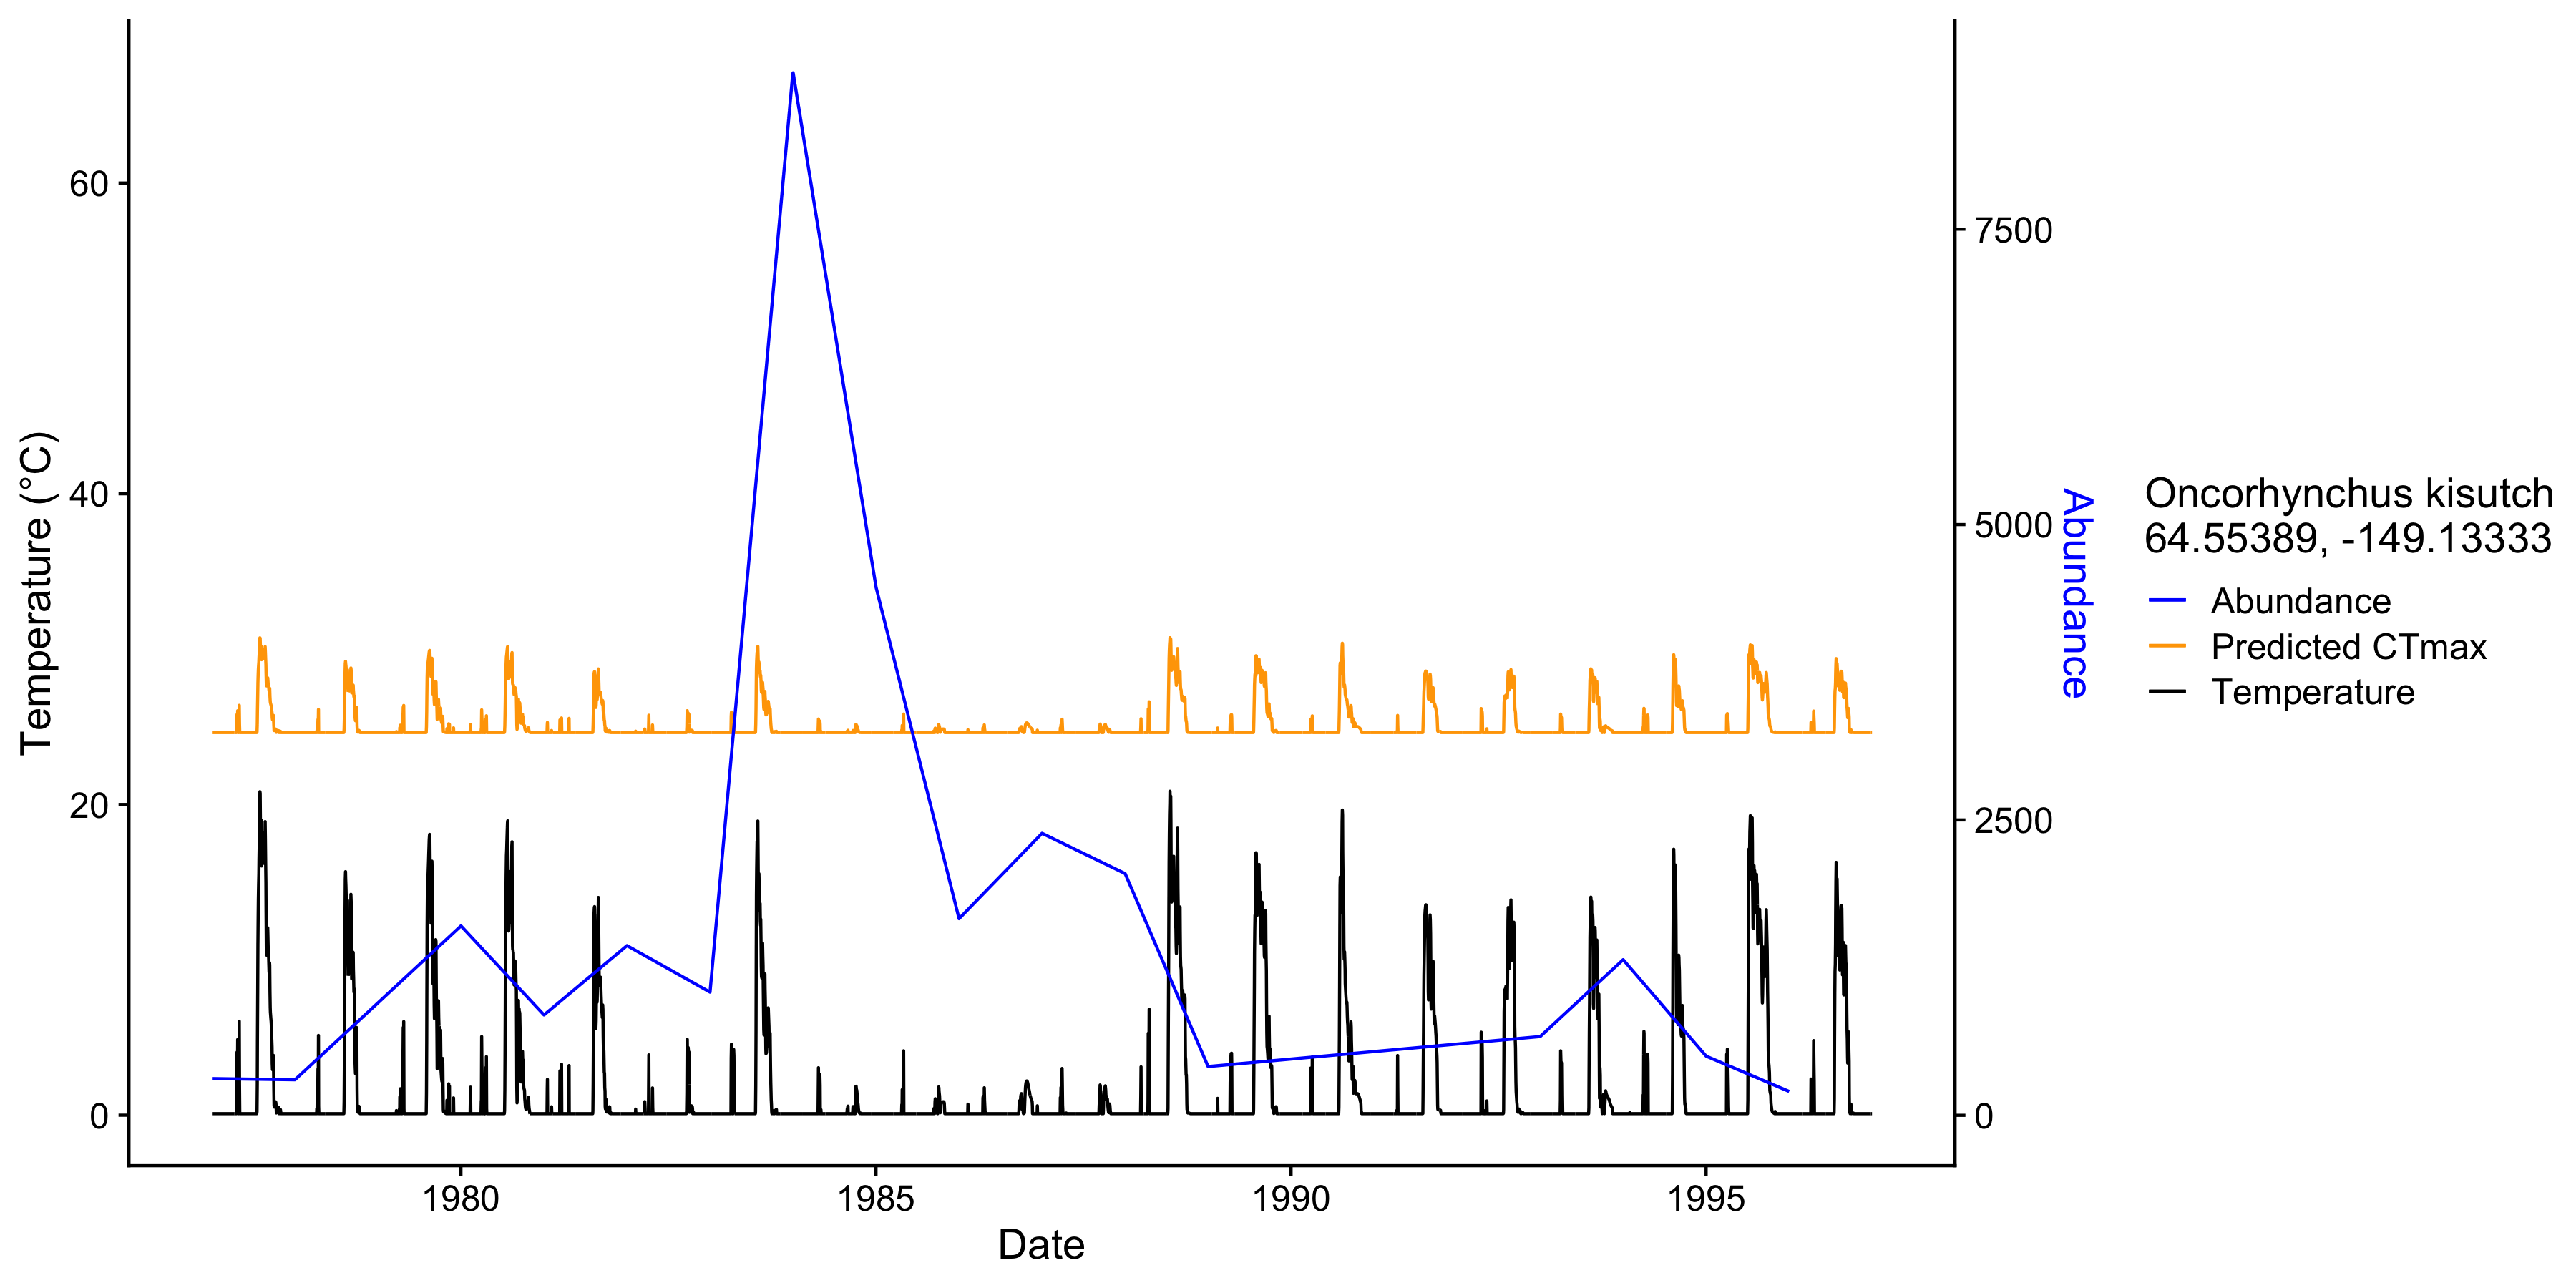 Temperature (°C)
60
40
20
0
1980
1985
1990
1995
Date
7500
5000
2500
0
Abundance
Oncorhynchus kisutch
64.55389, -149.13333
Abundance
Predicted CTmax
Temperature